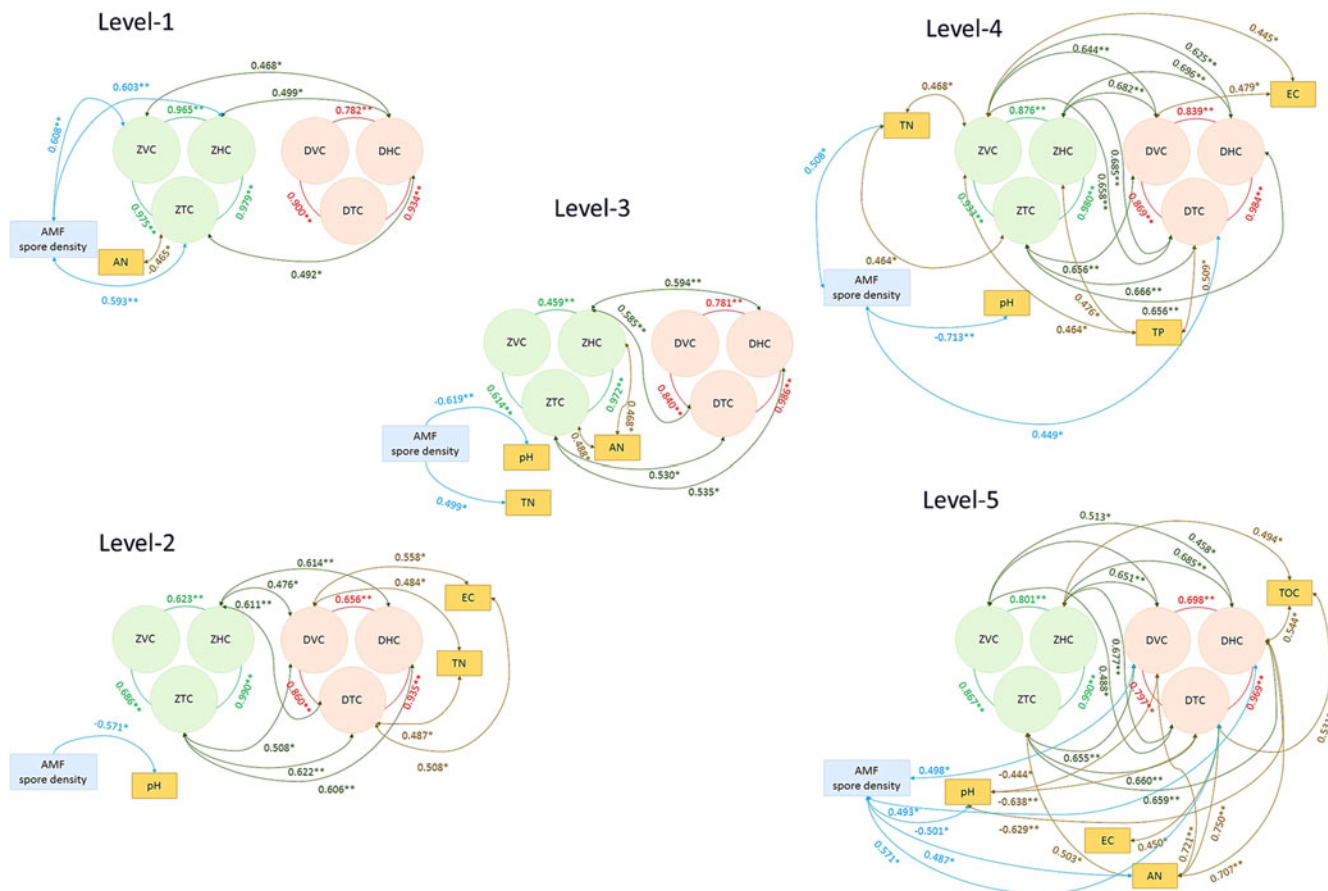 Level-1
0.468*
0.603**
0.499*
0.608**
0.965**
0.782**
ZVC
ZHC
DVC
DHC
ZTC
DTC
0.975**
0.979**
0.900**
0.934**
AMF
spore density
AN
-0.465*
0.492*
0.593**
Level-4
0.445*
0.644**
0.625**
0.696**
0.468*
0.682**
0.479*
EC
TN
0.876**
0.839**
ZVC
ZHC
DVC
DHC
0.508*
0.685**
0.658**
ZTC
DTC
0.933**
0.980**
0.869**
0.984**
0.464*
0.656**
0.509*
AMF
spore density
0.666**
pH
0.476*
0.656**
-0.713**
0.464*
TP
0.449*
Level-3
0.594**
0.459**
0.585**
0.781**
ZVC
ZHC
DVC
DHC
ZTC
DTC
0.614**
0.972**
0.840**
0.986**
-0.619**
0.468*
AMF
spore density
0.488*
AN
pH
0.530*
0.535*
0.499*
TN
Level-2
0.558*
0.614**
0.476*
0.484*
EC
0.623**
0.611**
0.656**
ZVC
ZHC
DVC
DHC
TN
ZTC
DTC
0.686**
0.990**
0.860**
0.935**
-0.571*
0.487*
0.508*
0.508*
AMF
spore density
0.622**
pH
0.606**
Level-5
0.513*
0.494*
0.458*
0.685**
0.651**
TOC
0.801**
0.698**
0.544*
ZVC
ZHC
DVC
DHC
0.677**
0.488*
ZTC
DTC
0.867**
0.990**
0.797**
0.969**
0.655**
0.498*
-0.444*
0.660**
AMF
spore density
pH
-0.638**
0.659**
0.493*
-0.501*
-0.629**
0.750**
EC
0.450*
0.721**
0.571*
0.487*
0.503*
AN
0.707**